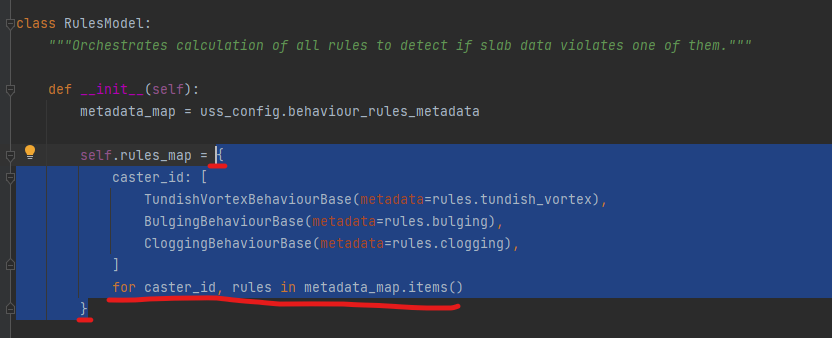 class RulesModel:
    """Orchestrates calculation of all rules to detect if slab data violates one of them."""
    def __init__(self):
        metadata_map = uss_config.behaviour_rules_metadata
        self.rules_map = {
            caster_id: [
                TundishVortexBehaviourBase(metadata=rules.tundish_vortex),
                BulgingBehaviourBase(metadata=rules.bulging),
                CloggingBehaviourBase(metadata=rules.clogging),
            ]
            for caster_id, rules in metadata_map.items()
        }